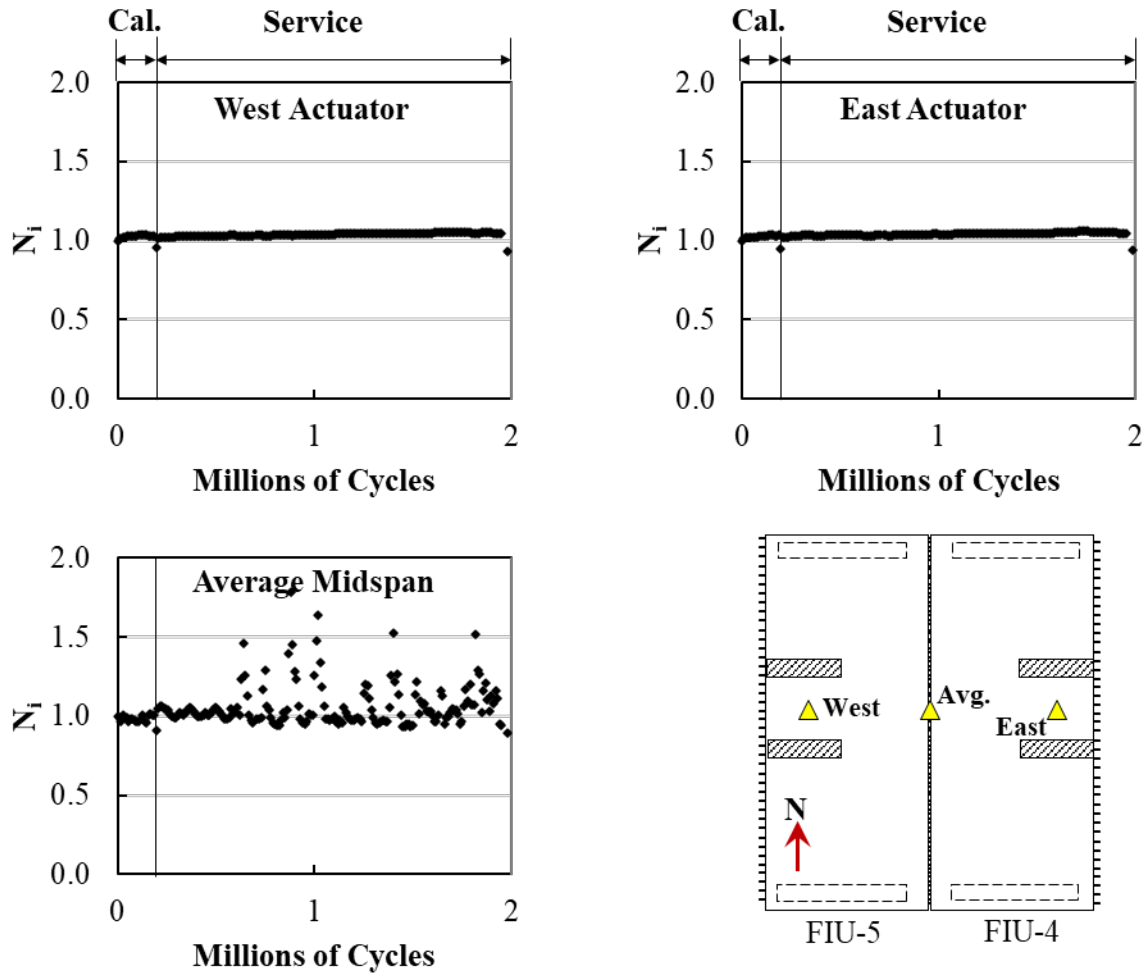 Cal. Service
West Actuator
2.0
1.5
1.0
0.5
0.0
Nᵢ
0 1 2
Millions of Cycles
Cal. Service
East Actuator
2.0
1.5
1.0
0.5
0.0
Nᵢ
0 1 2
Millions of Cycles
Average Midspan
2.0
1.5
1.0
0.5
0.0
Nᵢ
0 1 2
Millions of Cycles
West
Avg.
East
N
FIU-5 FIU-4